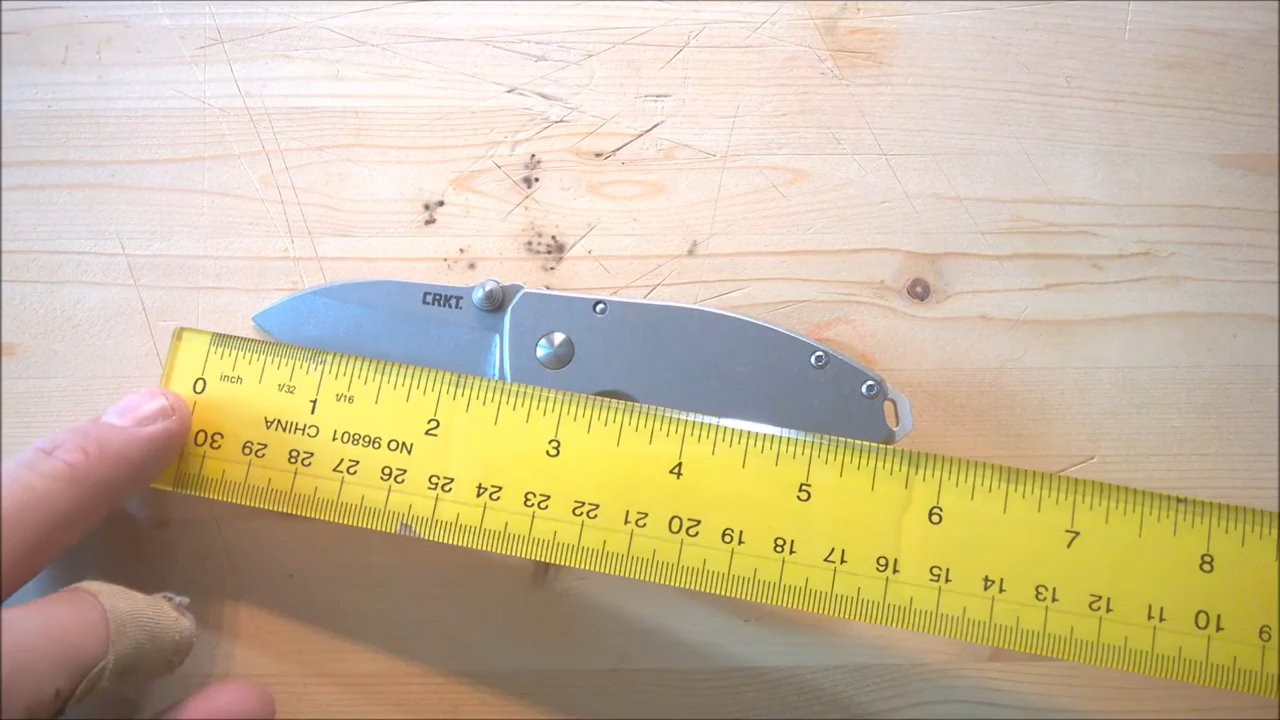 CRKT.
0 inch 1/32 1 1/16 2 3 4 5 6 7 8
NO 96801 CHINA
30 29 28 27 26 25 24 23 22 21 20 19 18 17 16 15 14 13 12 11 10 9